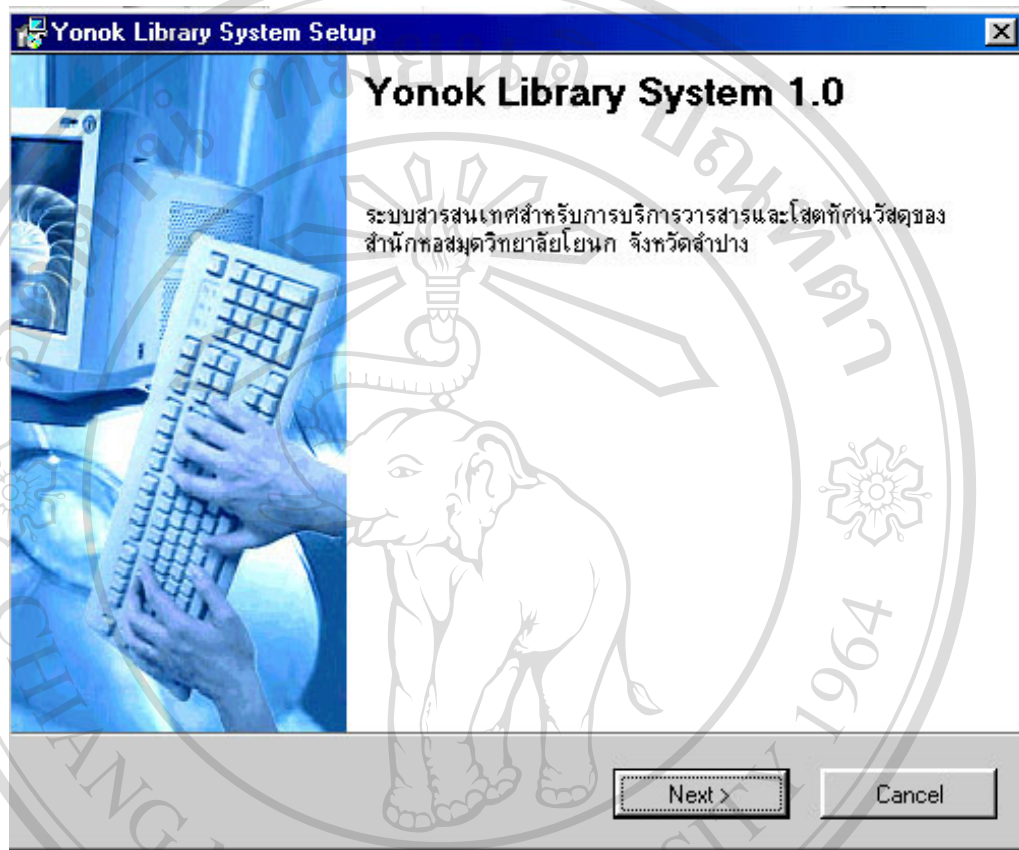 Yonok Library System Setup
Yonok Library System 1.0
ระบบสารสนเทศสำหรับการบริการวารสารและโสตทัศนวัสดุของ
สำนักหอสมุดวิทยาลัยโยนก จังหวัดลำปาง
Next >
Cancel
1964